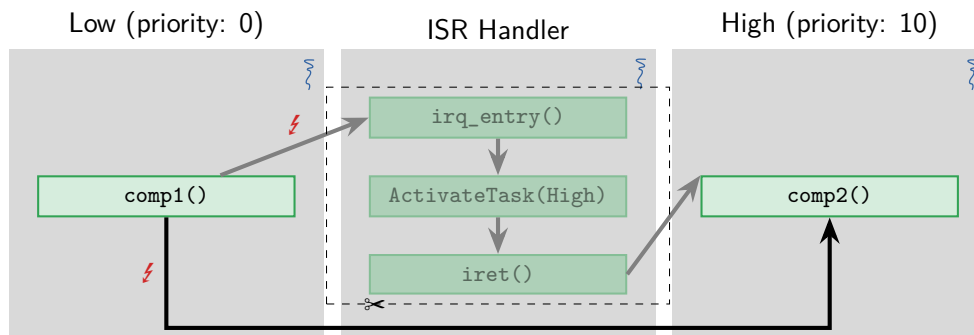 Low (priority: 0)
ISR Handler
High (priority: 10)
irq_entry()
comp1()
ActivateTask(High)
comp2()
iret()